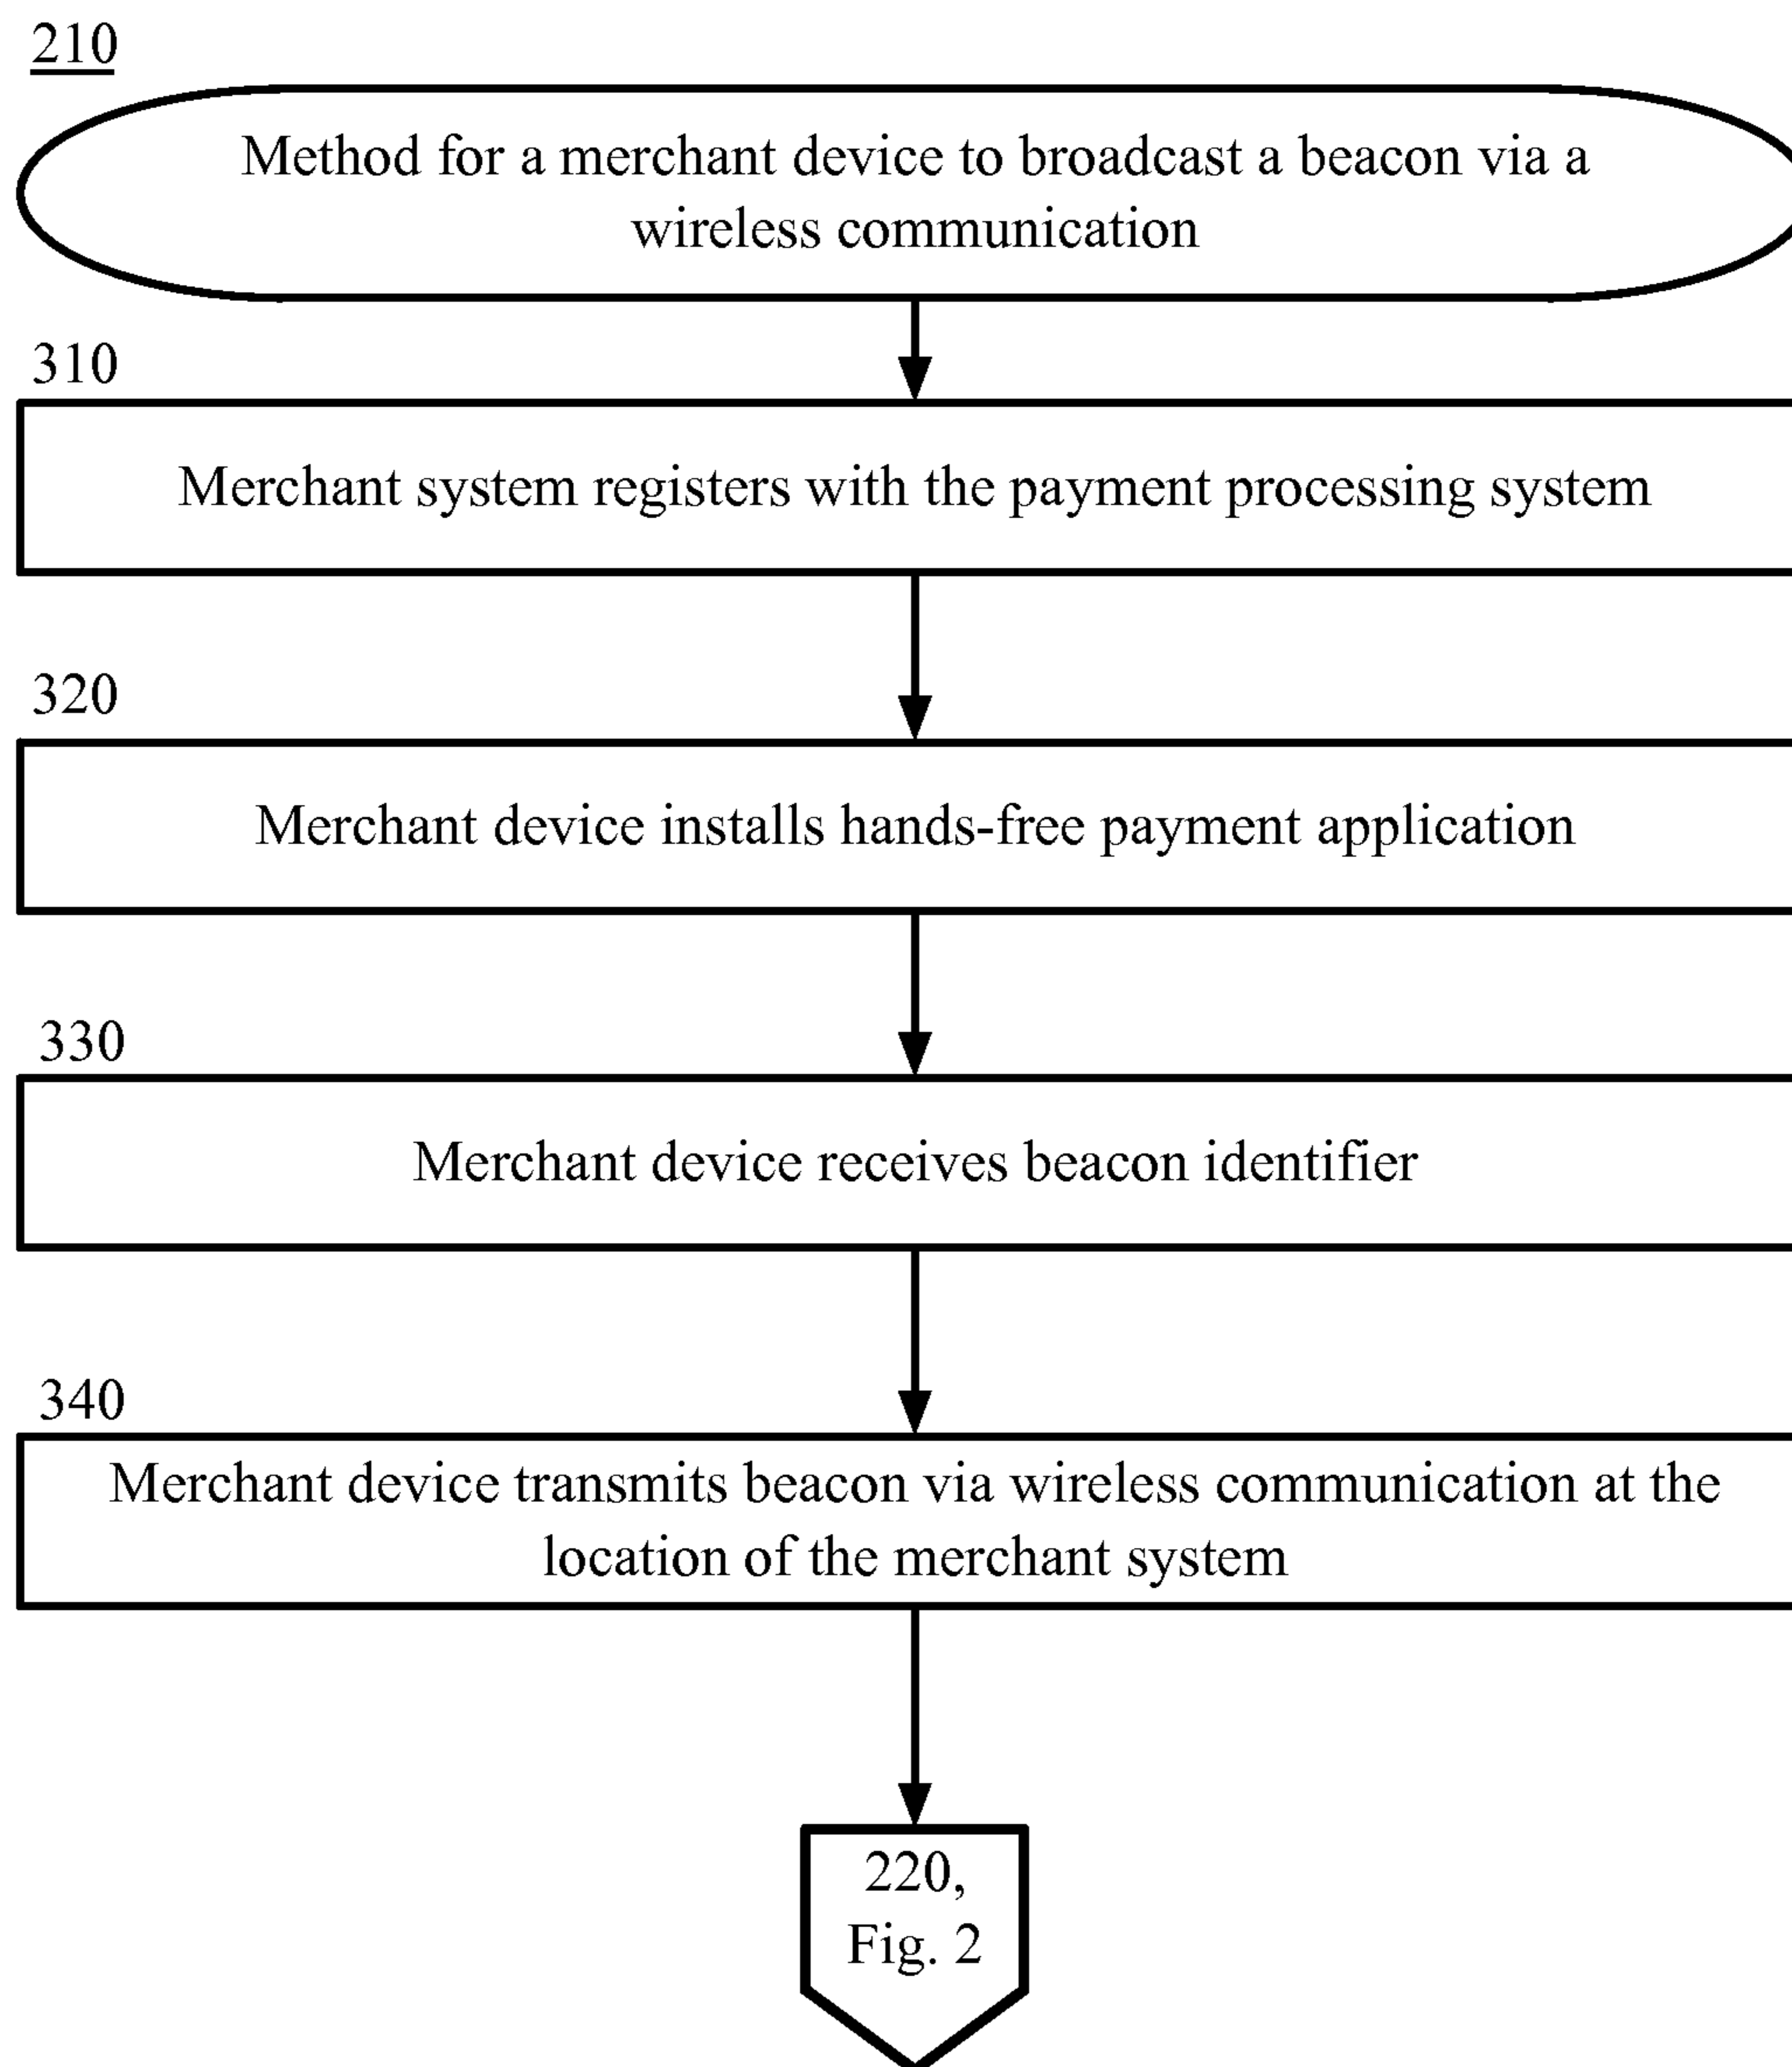 210
Method for a merchant device to broadcast a beacon via a
wireless communication
310
Merchant system registers with the payment processing system
320
Merchant device installs hands-free payment application
330
Merchant device receives beacon identifier
340
Merchant device transmits beacon via wireless communication at the
location of the merchant system
220,
Fig. 2